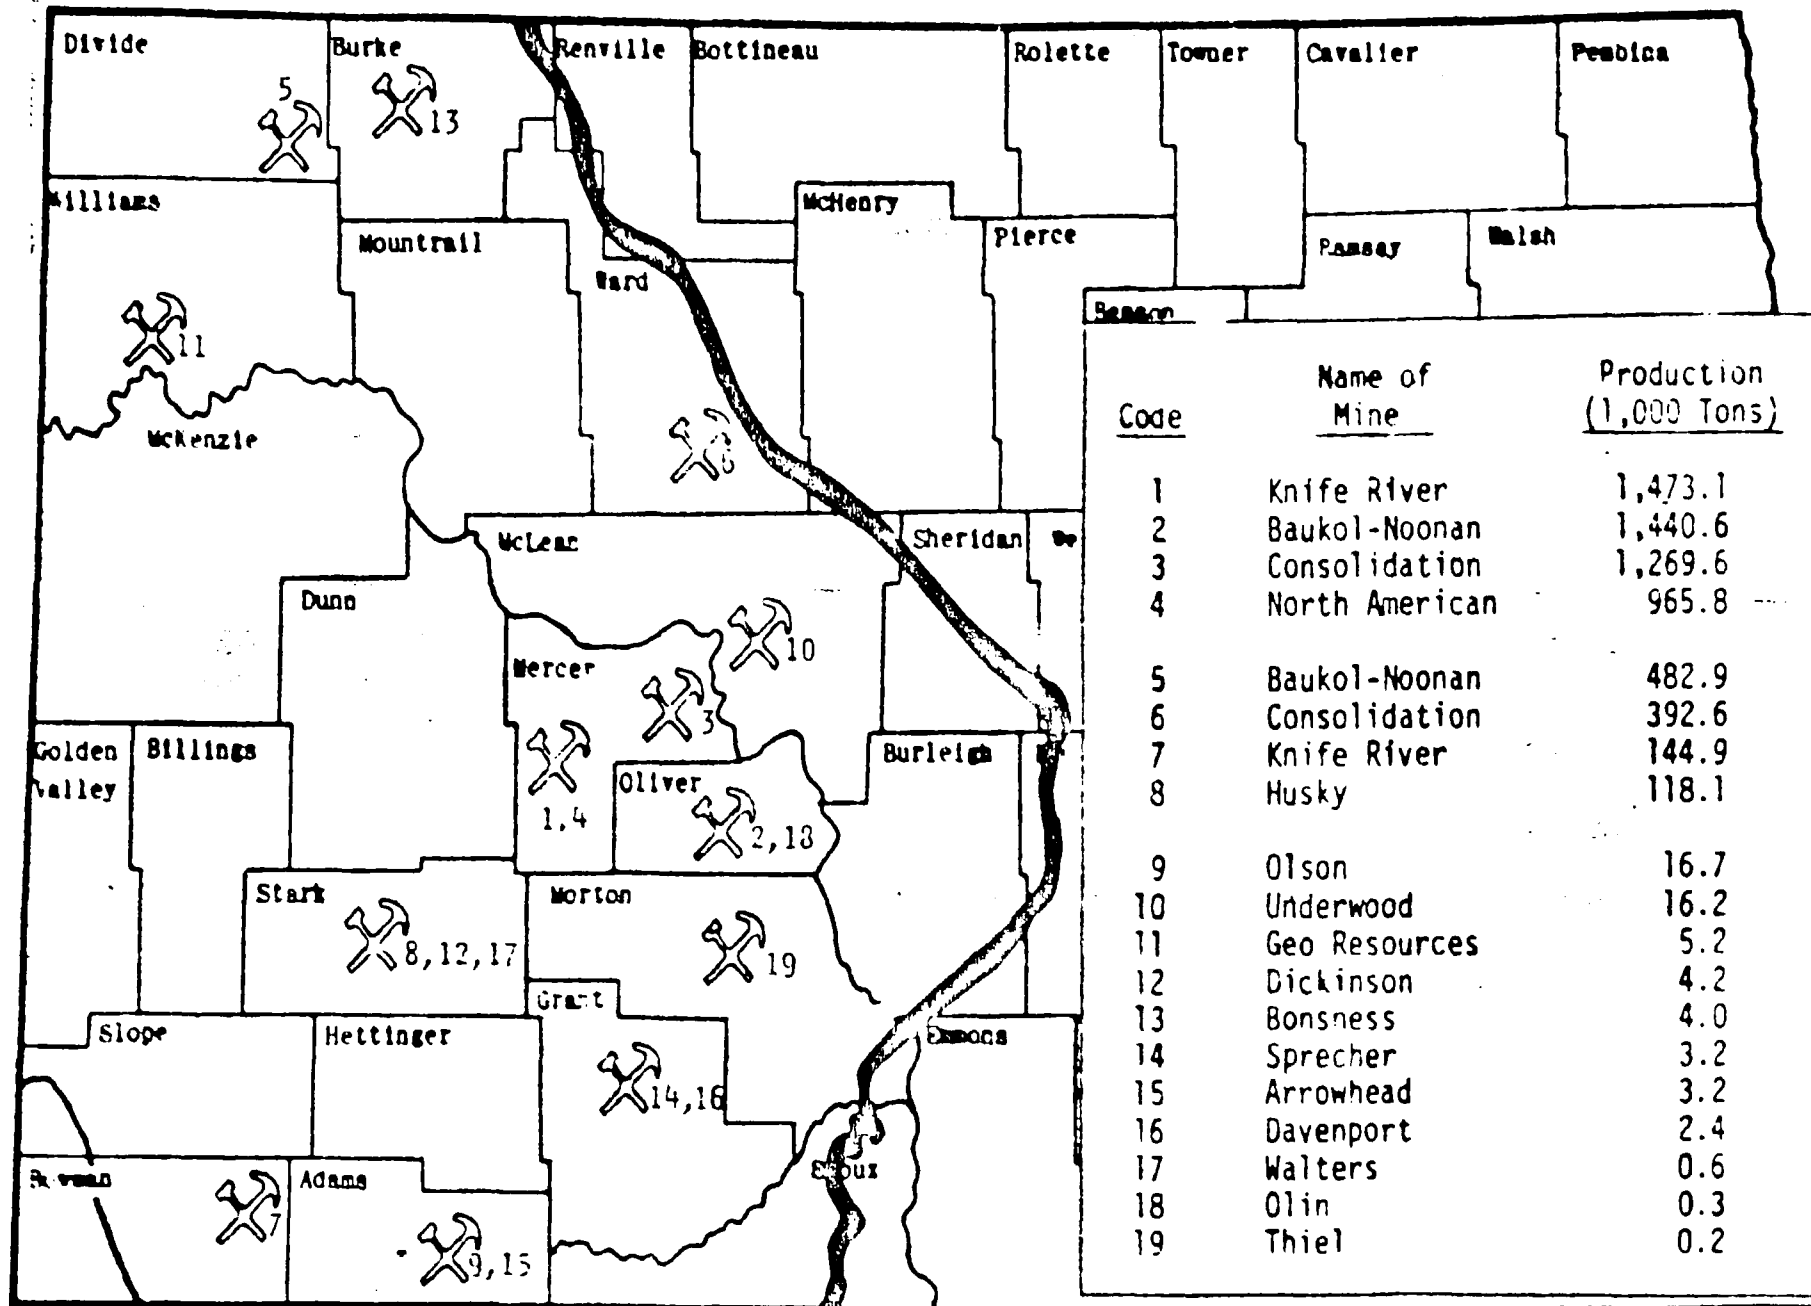 Divide
Burke
Renville
Bottineau
Rolette
Towner
Cavalier
Pembina
5
13
Williams
Mountrail
McHenry
Pierce
Ramsay
Walsh
Ward
11
Benson
McKenzie
6
McLean
Sheridan
We
Dunn
10
Mercer
3
Golden
Valley
Billings
Burleigh
Oliver
1,4
2,18
Stark
Morton
8,12,17
19
Grant
Slope
Hettinger
Emmons
14,16
Sioux
Bowman
Adams
7
9,15
Code Name of Mine Production (1,000 Tons)
1 Knife River 1,473.1
2 Baukol-Noonan 1,440.6
3 Consolidation 1,269.6
4 North American 965.8
5 Baukol-Noonan 482.9
6 Consolidation 392.6
7 Knife River 144.9
8 Husky 118.1
9 Olson 16.7
10 Underwood 16.2
11 Geo Resources 5.2
12 Dickinson 4.2
13 Bonsness 4.0
14 Sprecher 3.2
15 Arrowhead 3.2
16 Davenport 2.4
17 Walters 0.6
18 Olin 0.3
19 Thiel 0.2